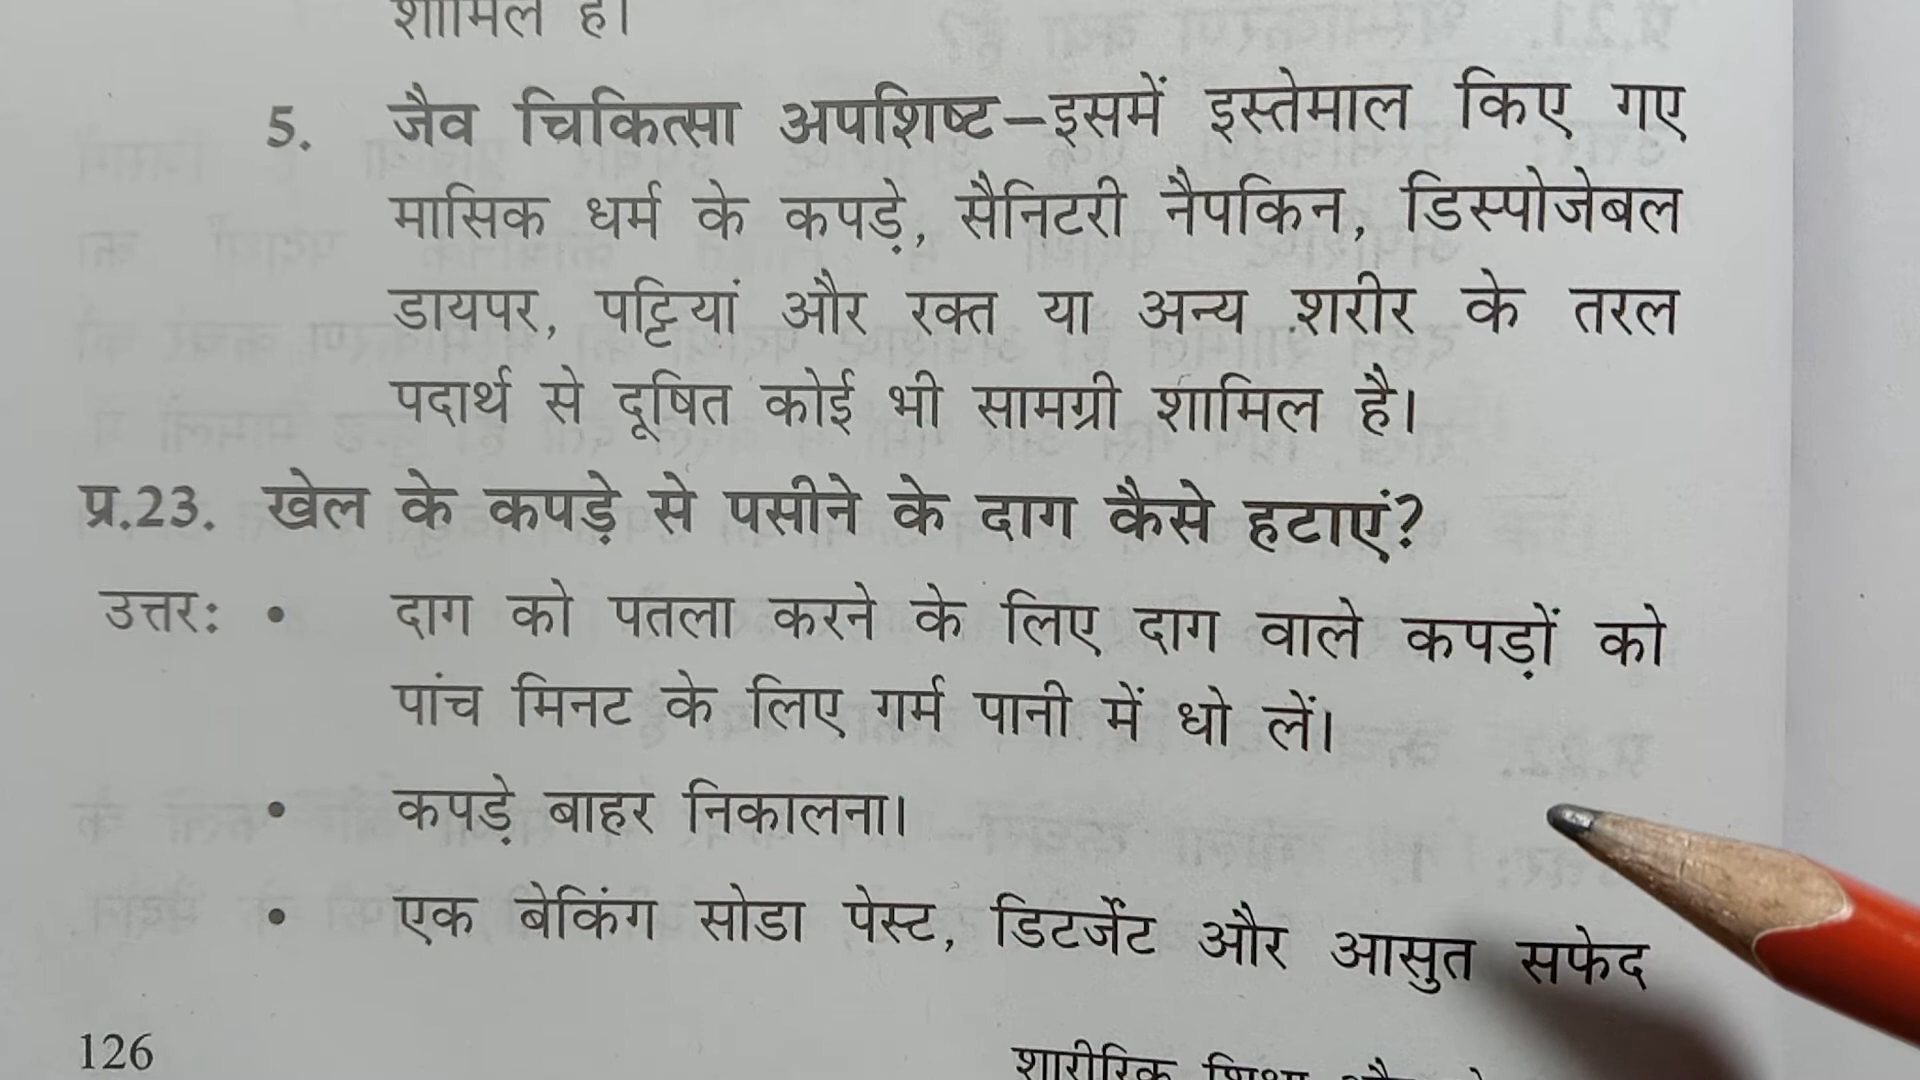 शामिल है।
5. जैव चिकित्सा अपशिष्ट–इसमें इस्तेमाल किए गए
मासिक धर्म के कपड़े, सैनिटरी नैपकिन, डिस्पोजेबल
डायपर, पट्टियां और रक्त या अन्य शरीर के तरल
पदार्थ से दूषित कोई भी सामग्री शामिल है।
प्र.23. खेल के कपड़े से पसीने के दाग कैसे हटाएं?
उत्तरः • दाग को पतला करने के लिए दाग वाले कपड़ों को
पांच मिनट के लिए गर्म पानी में धो लें।
• कपड़े बाहर निकालना।
• एक बेकिंग सोडा पेस्ट, डिटर्जेंट और आसुत सफेद
126 शारीरिक शिक्षा